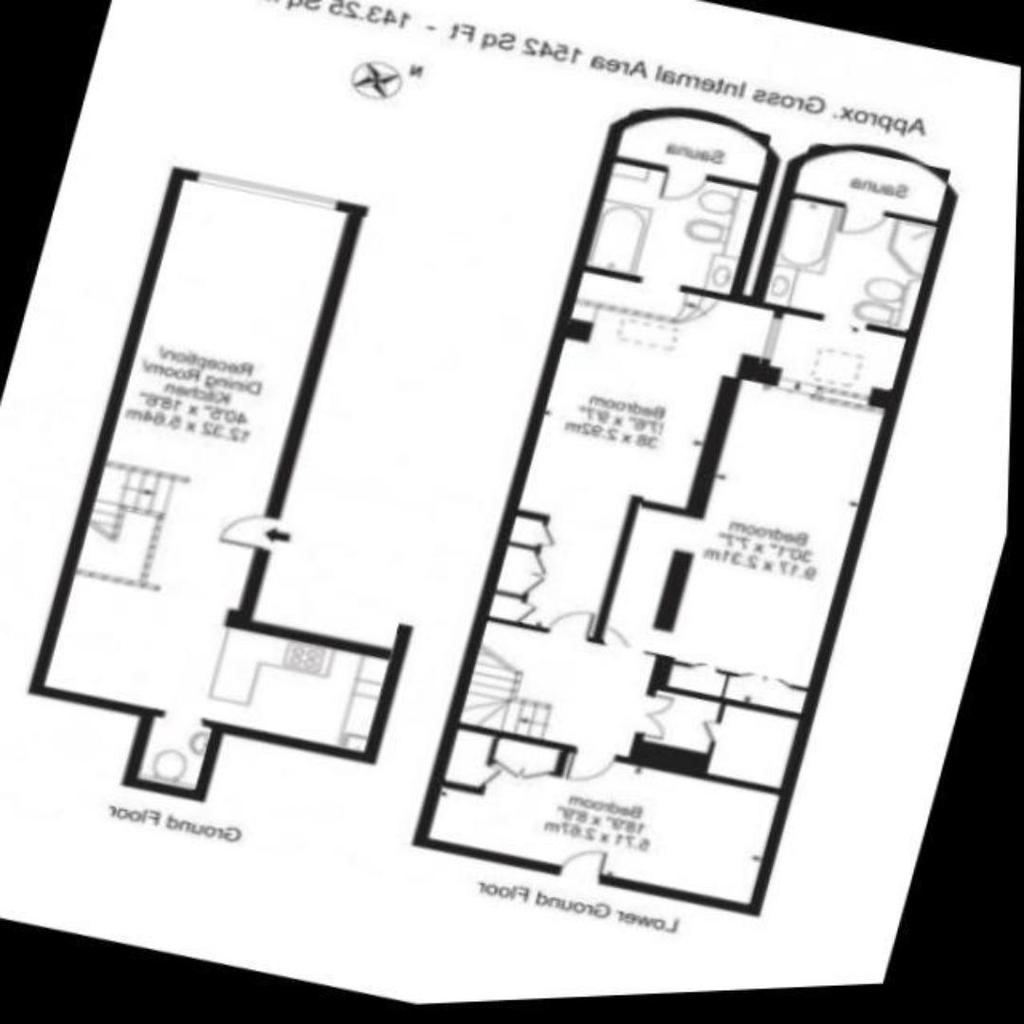 Approx. Gross Internal Area 1542 Sq Ft - 143.25 Sq
N
Sauna
Sauna
Reception/
Dining Room/
Kitchen
40'5" x 18'6"
12.32 x 5.64m
Bedroom
17'6" x 9'7"
38 x 2.92m
Bedroom
30'1" x 7'7"
9.17 x 2.31m
Bedroom
18'9" x 8'9"
5.71 x 2.67m
Ground Floor
Lower Ground Floor